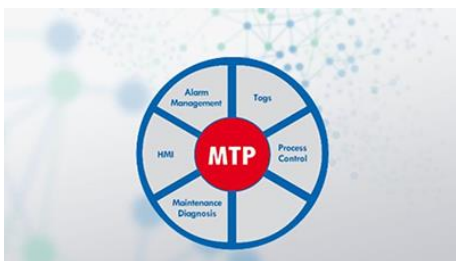 Alarm
Management
Tags
HMI
MTP
Process
Control
Maintenance
Diagnosis